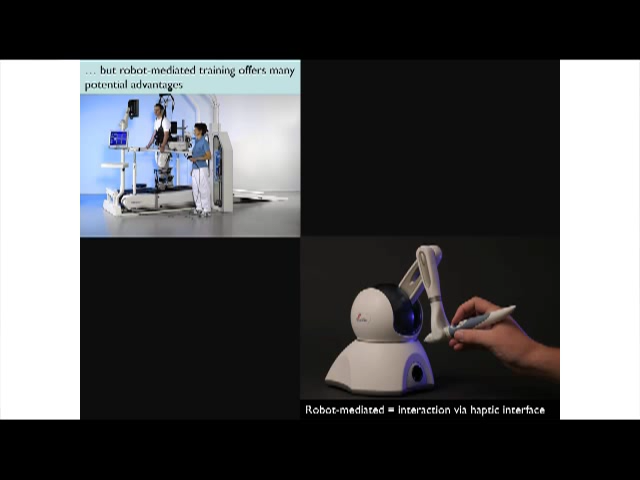 ... but robot-mediated training offers many
potential advantages
Robot-mediated = interaction via haptic interface